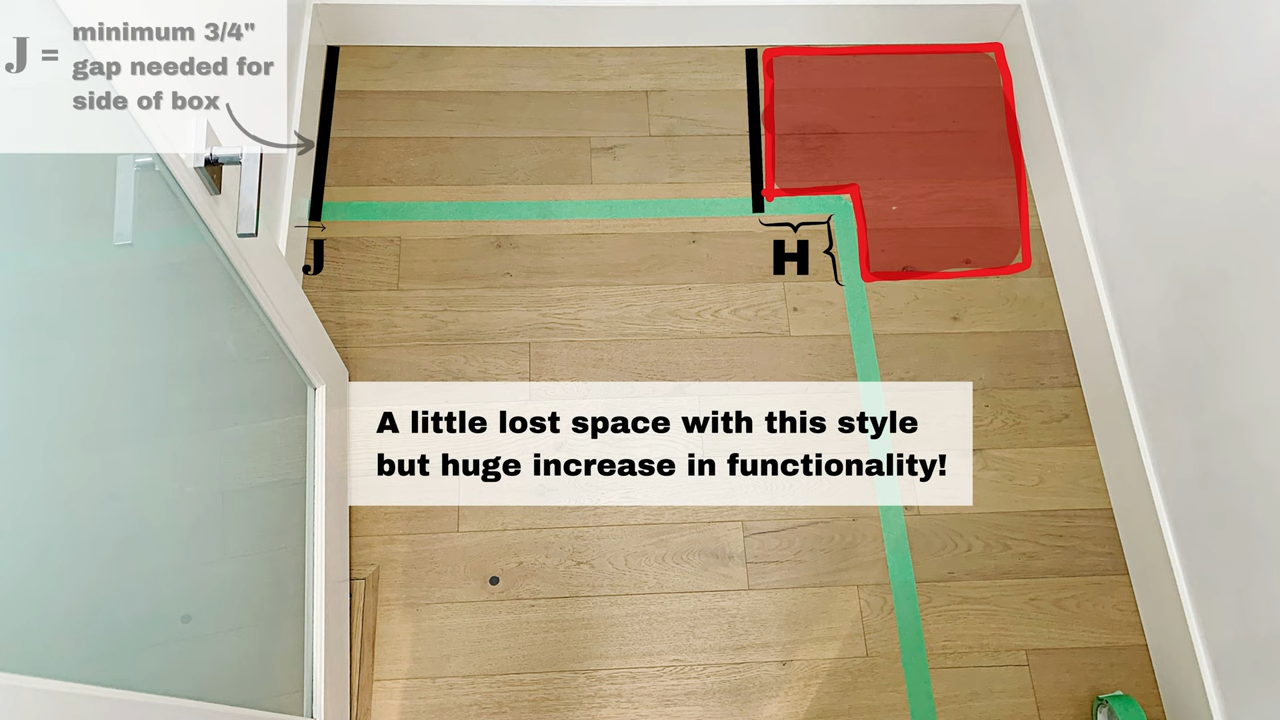 J = minimum 3/4"
gap needed for
side of box
J
H
A little lost space with this style
but huge increase in functionality!